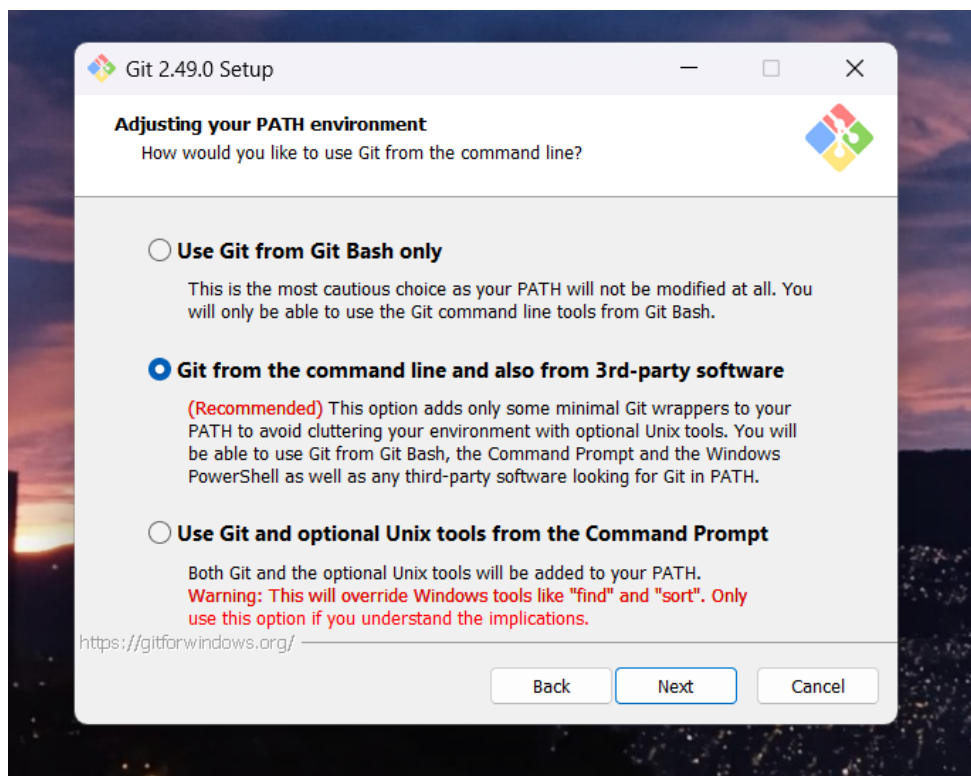 Git 2.49.0 Setup
Adjusting your PATH environment
How would you like to use Git from the command line?
Use Git from Git Bash only
This is the most cautious choice as your PATH will not be modified at all. You
will only be able to use the Git command line tools from Git Bash.
Git from the command line and also from 3rd-party software
(Recommended) This option adds only some minimal Git wrappers to your
PATH to avoid cluttering your environment with optional Unix tools. You will
be able to use Git from Git Bash, the Command Prompt and the Windows
PowerShell as well as any third-party software looking for Git in PATH.
Use Git and optional Unix tools from the Command Prompt
Both Git and the optional Unix tools will be added to your PATH.
Warning: This will override Windows tools like "find" and "sort". Only
use this option if you understand the implications.
https://gitforwindows.org/
Back Next Cancel